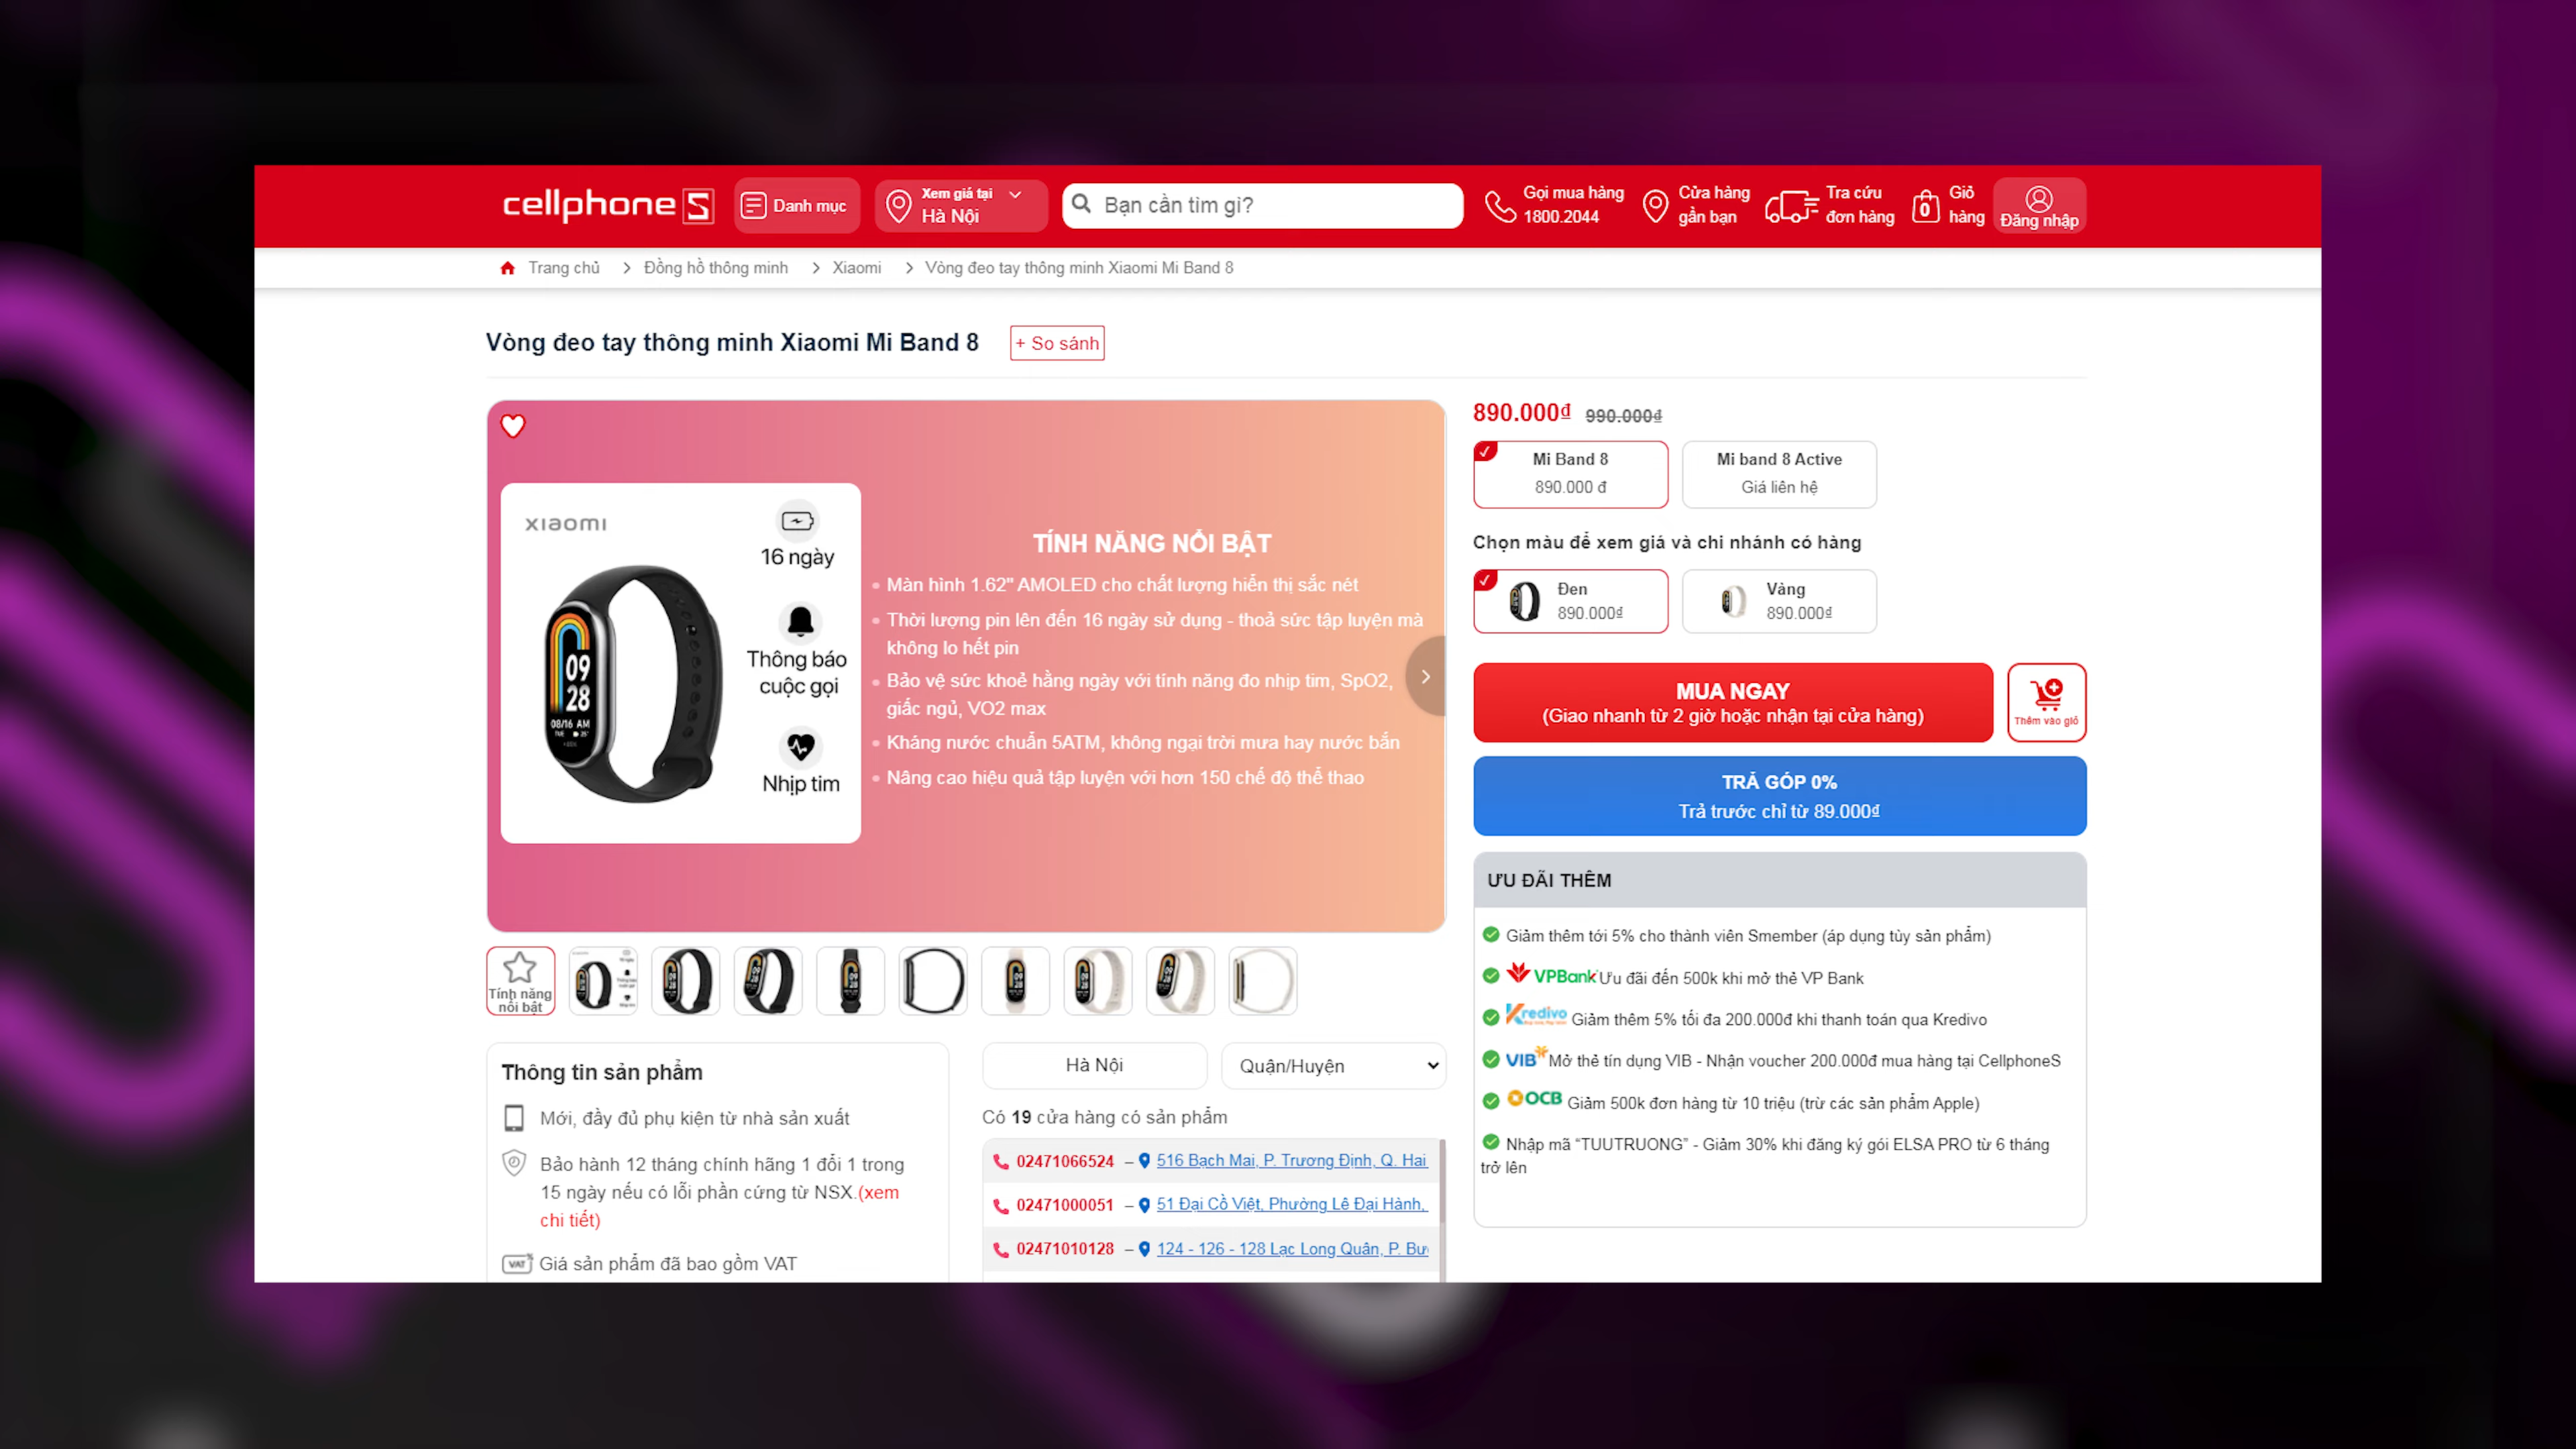 cellphoneS
Danh mục
Xem giá tại
Hà Nội
Bạn cần tìm gì?
Gọi mua hàng
1800.2044
Cửa hàng
gần bạn
Tra cứu
đơn hàng
0
Giỏ
hàng
Đăng nhập
Trang chủ
Đồng hồ thông minh
Xiaomi
Vòng đeo tay thông minh Xiaomi Mi Band 8
Vòng đeo tay thông minh Xiaomi Mi Band 8
+ So sánh
xiaomi
16 ngày
Thông báo
cuộc gọi
Nhịp tim
09
28
08/16 AM
TUE
TÍNH NĂNG NỔI BẬT
Màn hình 1.62" AMOLED cho chất lượng hiển thị sắc nét
Thời lượng pin lên đến 16 ngày sử dụng - thoả sức tập luyện mà
không lo hết pin
Bảo vệ sức khoẻ hằng ngày với tính năng đo nhịp tim, SpO2,
giấc ngủ, VO2 max
Kháng nước chuẩn 5ATM, không ngại trời mưa hay nước bắn
Nâng cao hiệu quả tập luyện với hơn 150 chế độ thể thao
Tính năng
nổi bật
890.000₫ 990.000₫
Mi Band 8
890.000 đ
Mi band 8 Active
Giá liên hệ
Chọn màu để xem giá và chi nhánh có hàng
Đen
890.000₫
Vàng
890.000₫
MUA NGAY
(Giao nhanh từ 2 giờ hoặc nhận tại cửa hàng)
Thêm vào giỏ
TRẢ GÓP 0%
Trả trước chỉ từ 89.000₫
ƯU ĐÃI THÊM
Giảm thêm tới 5% cho thành viên Smember (áp dụng tùy sản phẩm)
VPBank Ưu đãi đến 500k khi mở thẻ VP Bank
Kredivo Giảm thêm 5% tối đa 200.000đ khi thanh toán qua Kredivo
VIB Mở thẻ tín dụng VIB - Nhận voucher 200.000đ mua hàng tại CellphoneS
OCB Giảm 500k đơn hàng từ 10 triệu (trừ các sản phẩm Apple)
Nhập mã “TUUTRUONG” - Giảm 30% khi đăng ký gói ELSA PRO từ 6 tháng
trở lên
Thông tin sản phẩm
Mới, đầy đủ phụ kiện từ nhà sản xuất
Bảo hành 12 tháng chính hãng 1 đổi 1 trong
15 ngày nếu có lỗi phần cứng từ NSX.(xem
chi tiết)
VAT Giá sản phẩm đã bao gồm VAT
Hà Nội
Quận/Huyện
Có 19 cửa hàng có sản phẩm
02471066524 – 516 Bạch Mai, P. Trương Định, Q. Hai
02471000051 – 51 Đại Cồ Việt, Phường Lê Đại Hành,
02471010128 – 124 - 126 - 128 Lạc Long Quân, P. Bư